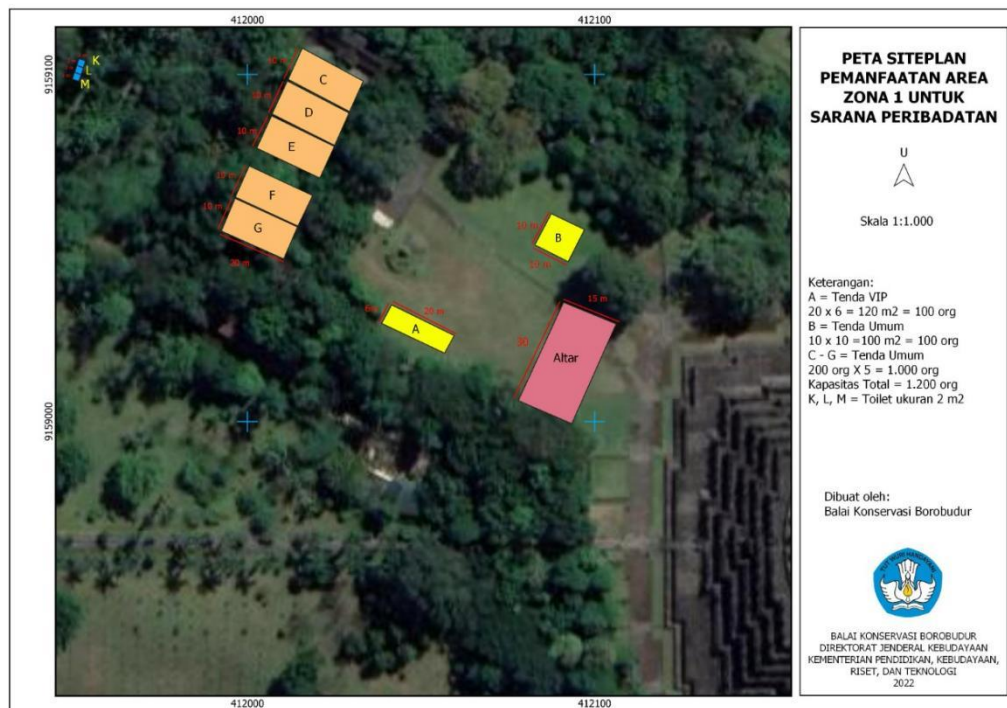 412000
412100
9159100
K
L
M
10 m
C
10 m
D
10 m
E
10 m
F
10 m
G
20 m
10 m
B
10 m
15 m
6m
20 m
A
30
Altar
9159000
412000
412100
PETA SITEPLAN
PEMANFAATAN AREA
ZONA 1 UNTUK
SARANA PERIBADATAN
U
Skala 1:1.000
Keterangan:
A = Tenda VIP
20 x 6 = 120 m2 = 100 org
B = Tenda Umum
10 x 10 =100 m2 = 100 org
C - G = Tenda Umum
200 org X 5 = 1.000 org
Kapasitas Total = 1.200 org
K, L, M = Toilet ukuran 2 m2
Dibuat oleh:
Balai Konservasi Borobudur
TUT WURI HANDAYANI
BALAI KONSERVASI BOROBUDUR
DIREKTORAT JENDERAL KEBUDAYAAN
KEMENTERIAN PENDIDIKAN, KEBUDAYAAN,
RISET, DAN TEKNOLOGI
2022